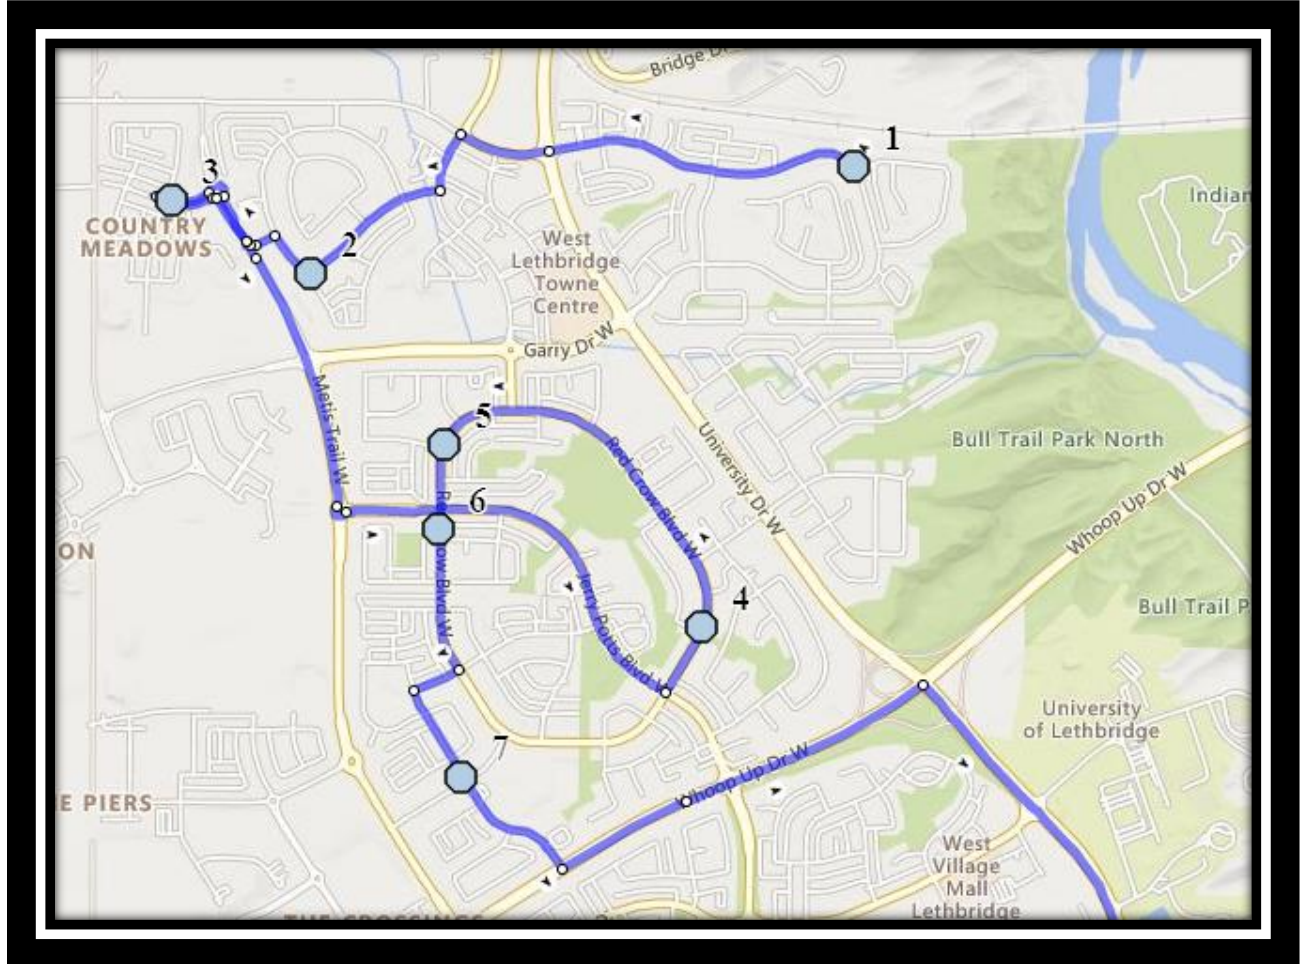 Bridge Dr
1
3
Indian
COUNTRY
MEADOWS
2
West
Lethbridge
Towne
Centre
Garry Dr W
Metis Trail W
5
Red Crow Blvd W
University Dr W
Bull Trail Park North
Whoop Up Dr W
6
ON
ow Blvd W
Jerry Potts Blvd W
4
Bull Trail P
University
of Lethbridge
7
Whoop Up Dr W
E PIERS
West
Village
Mall
Lethbridge
THE CROSSINGS